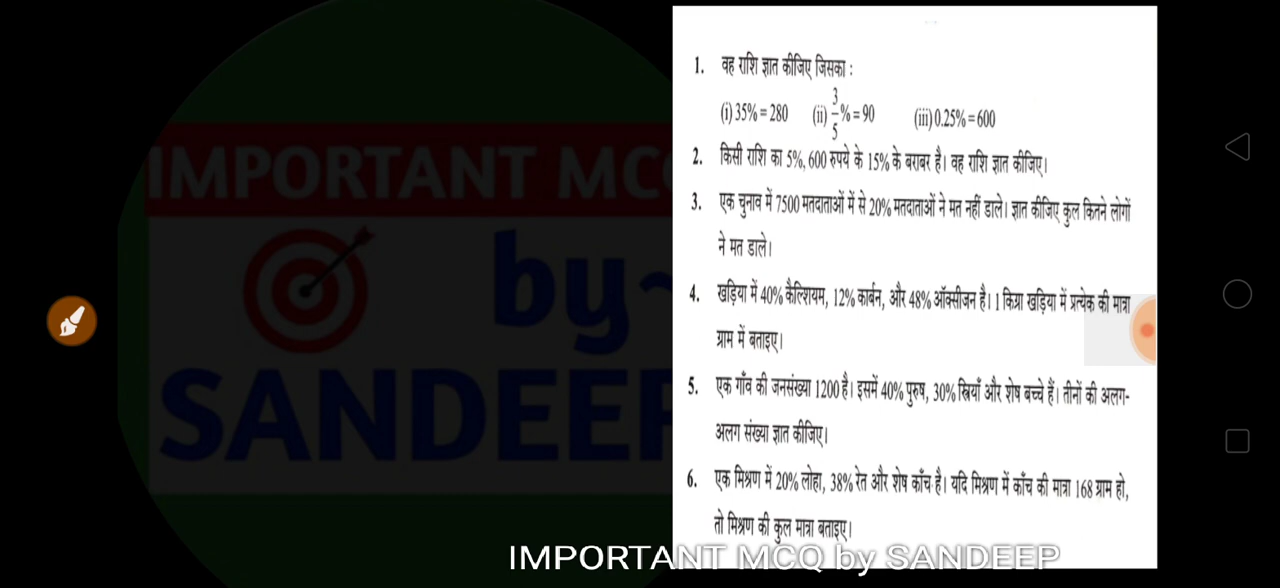 IMPORTANT MC
by~
SANDEEP
1. वह राशि ज्ञात कीजिए जिसका :
(i) 35% = 280 (ii) 3/5 % = 90 (iii) 0.25% = 600
2. किसी राशि का 5%, 600 रुपये के 15% के बराबर है। वह राशि ज्ञात कीजिए।
3. एक चुनाव में 7500 मतदाताओं में से 20% मतदाताओं ने मत नहीं डाले। ज्ञात कीजिए कुल कितने लोगों
ने मत डाले।
4. खड़िया में 40% कैल्शियम, 12% कार्बन, और 48% ऑक्सीजन है। 1 किग्रा खड़िया में प्रत्येक की मात्रा
ग्राम में बताइए।
5. एक गाँव की जनसंख्या 1200 है। इसमें 40% पुरुष, 30% स्त्रियाँ और शेष बच्चे हैं। तीनों की अलग-
अलग संख्या ज्ञात कीजिए।
6. एक मिश्रण में 20% लोहा, 38% रेत और शेष काँच है। यदि मिश्रण में काँच की मात्रा 168 ग्राम हो,
तो मिश्रण की कुल मात्रा बताइए।
IMPORTANT MCQ by SANDEEP